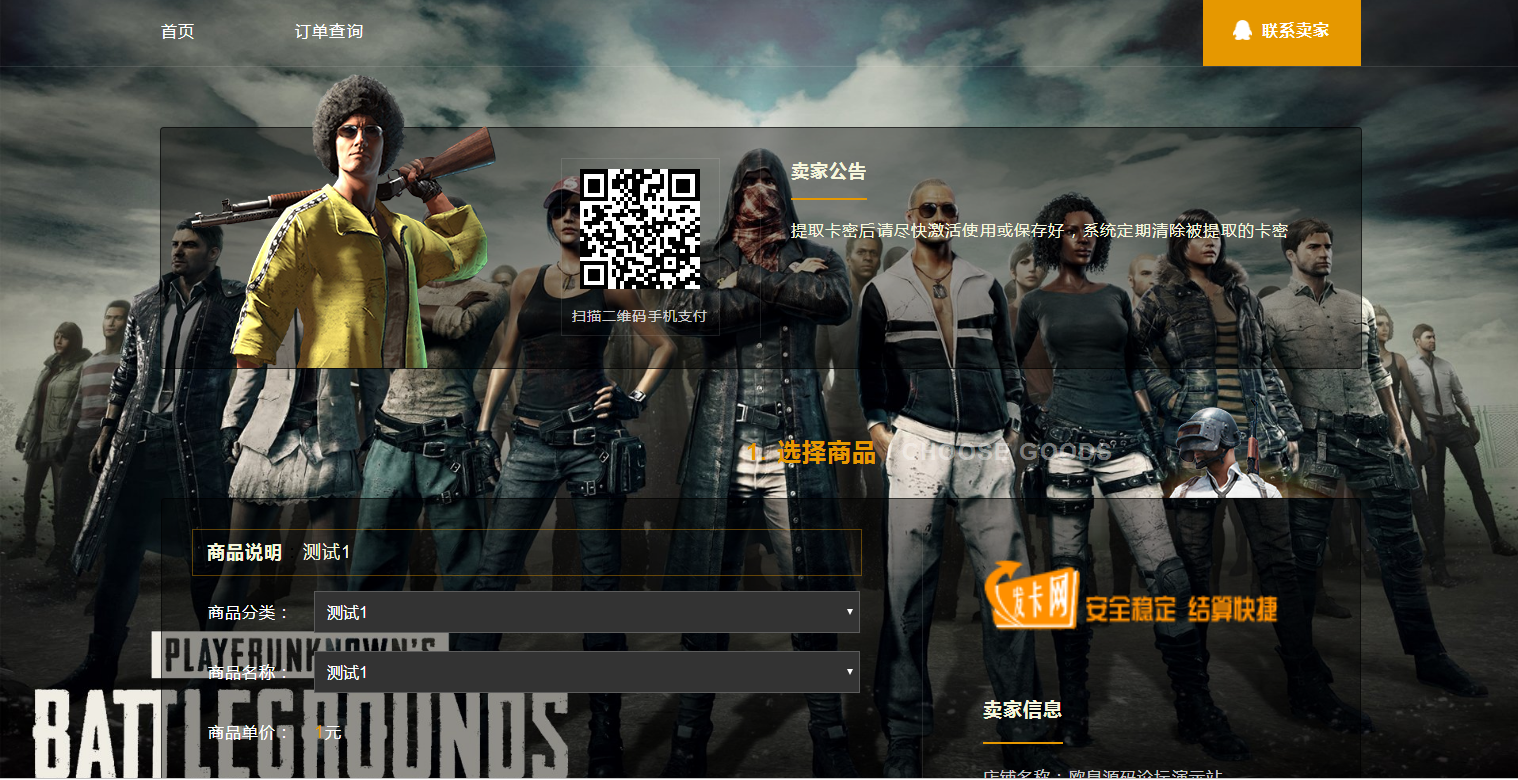 首页
订单查询
联系卖家
卖家公告
提取卡密后请尽快激活使用或保存好，系统定期清除被提取的卡密
扫描二维码手机支付
1. 选择商品 / CHOOSE GOODS
商品说明 测试1
商品分类： 测试1
发卡网 安全稳定 结算快捷
PLAYERUNKNOWN'S
商品名称： 测试1
卖家信息
BATTLEGROUNDS
商品单价： 1元